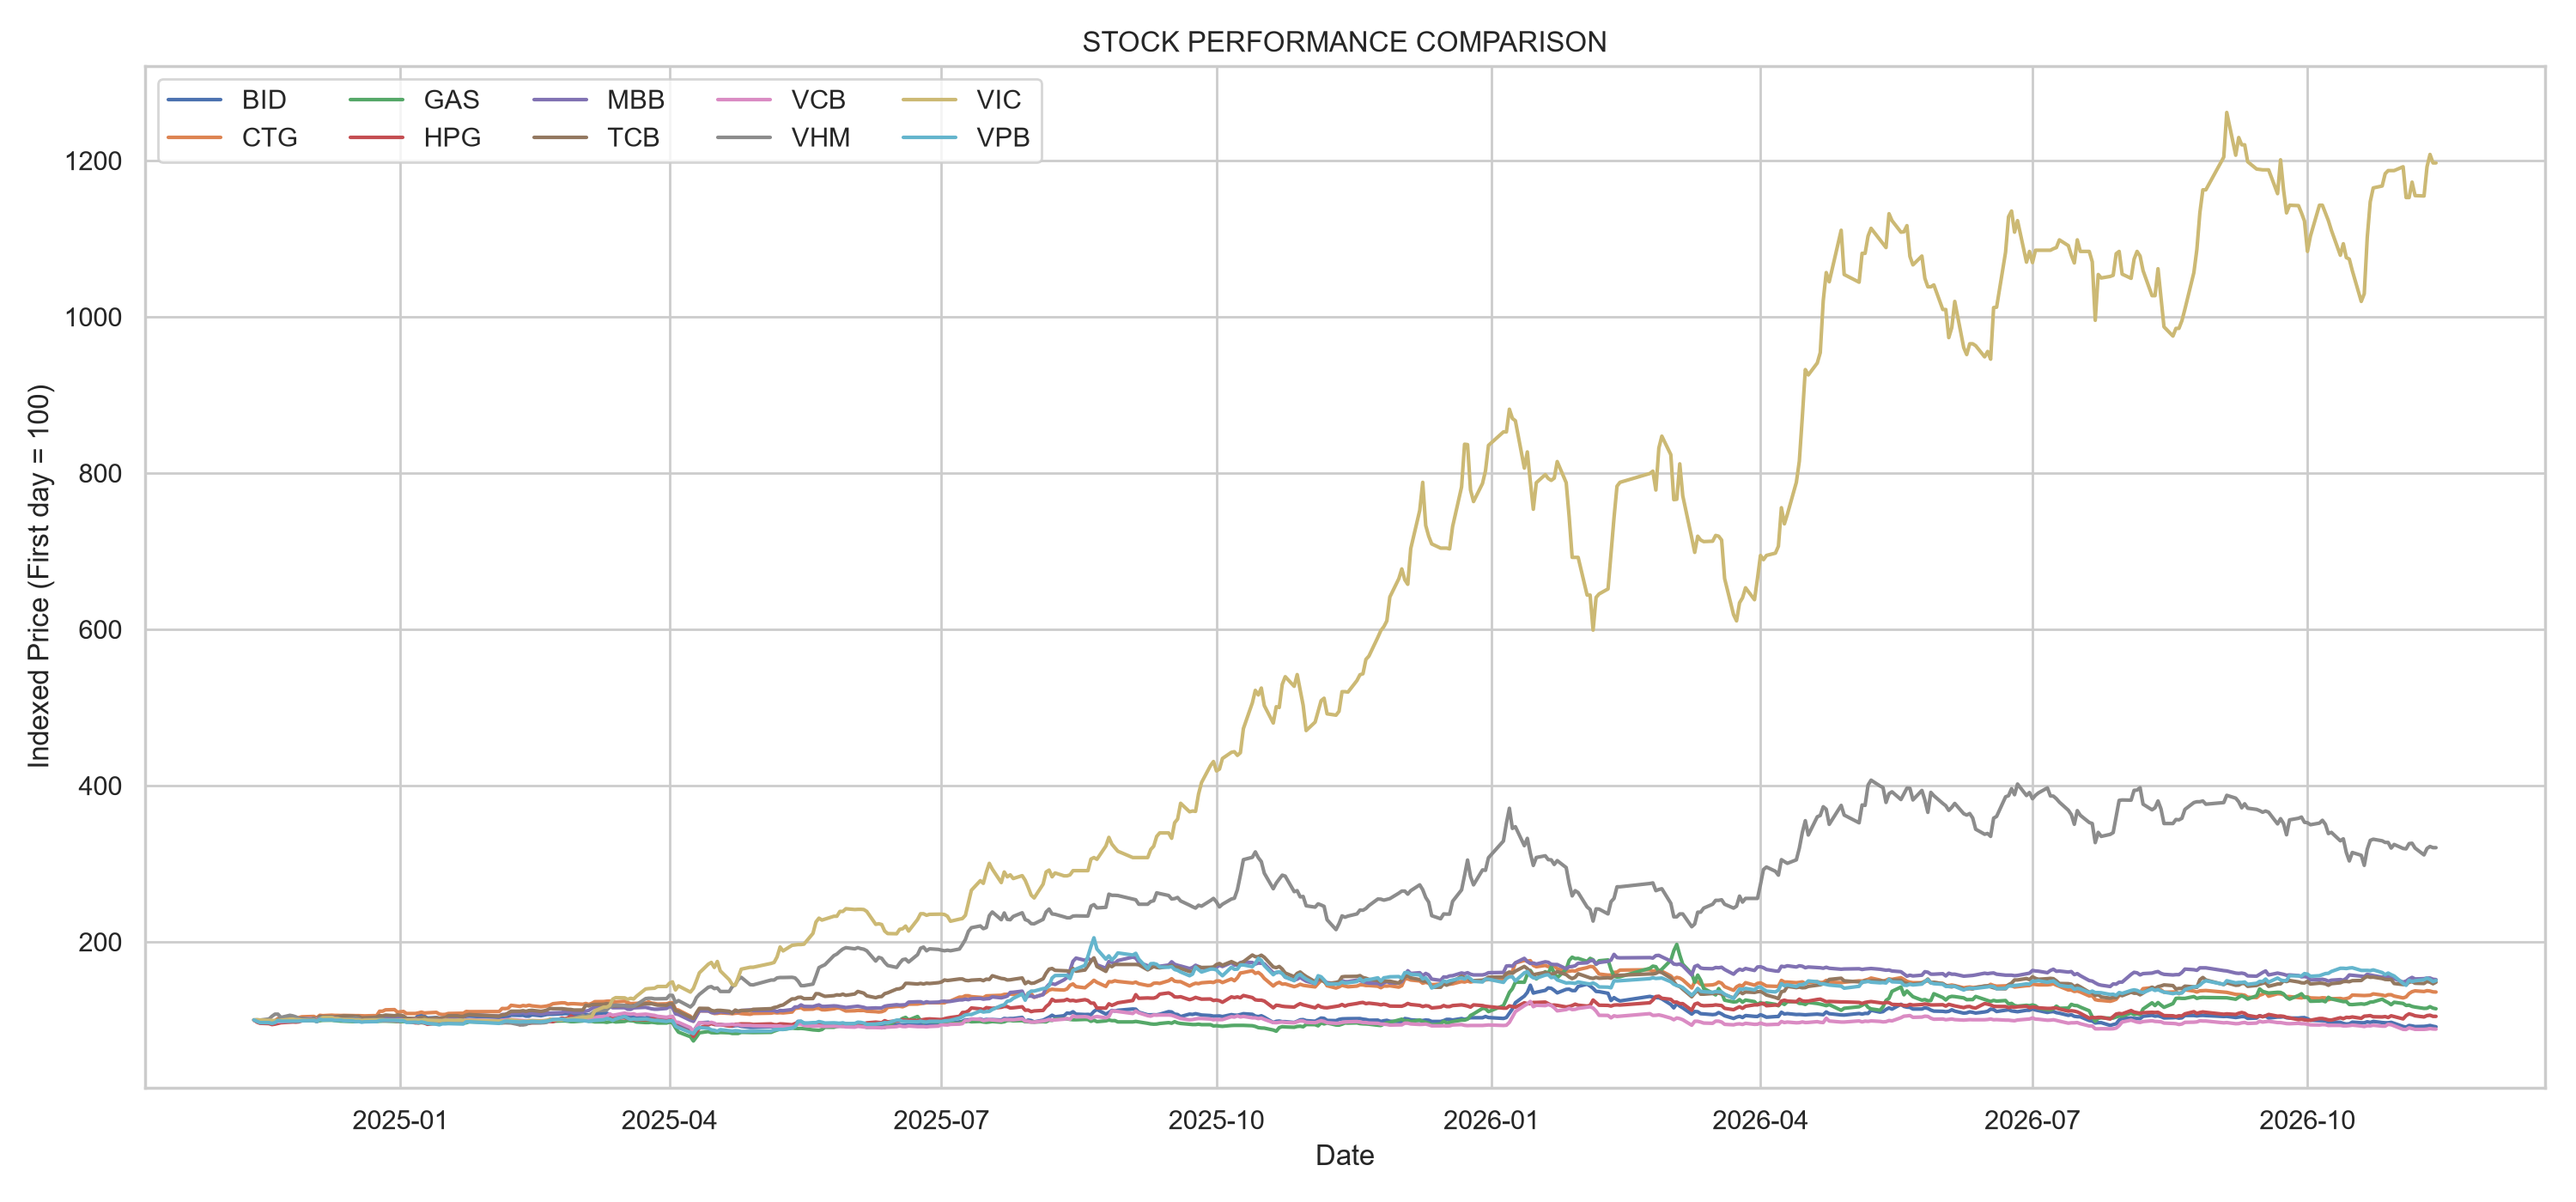 STOCK PERFORMANCE COMPARISON
BID GAS MBB VCB VIC
CTG HPG TCB VHM VPB
Indexed Price (First day = 100)
1200
1000
800
600
400
200
2025-01 2025-04 2025-07 2025-10 2026-01 2026-04 2026-07 2026-10
Date